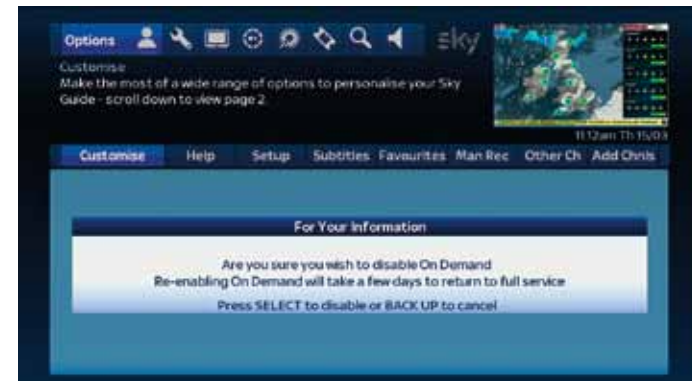 Options
sky
Customise
Make the most of a wide range of options to personalise your Sky
Guide - scroll down to view page 2.
11.12am Th 15/03
Customise Help Setup Subtitles Favourites Man Rec Other Ch Add Chnls
For Your Information
Are you sure you wish to disable On Demand
Re-enabling On Demand will take a few days to return to full service
Press SELECT to disable or BACK UP to cancel